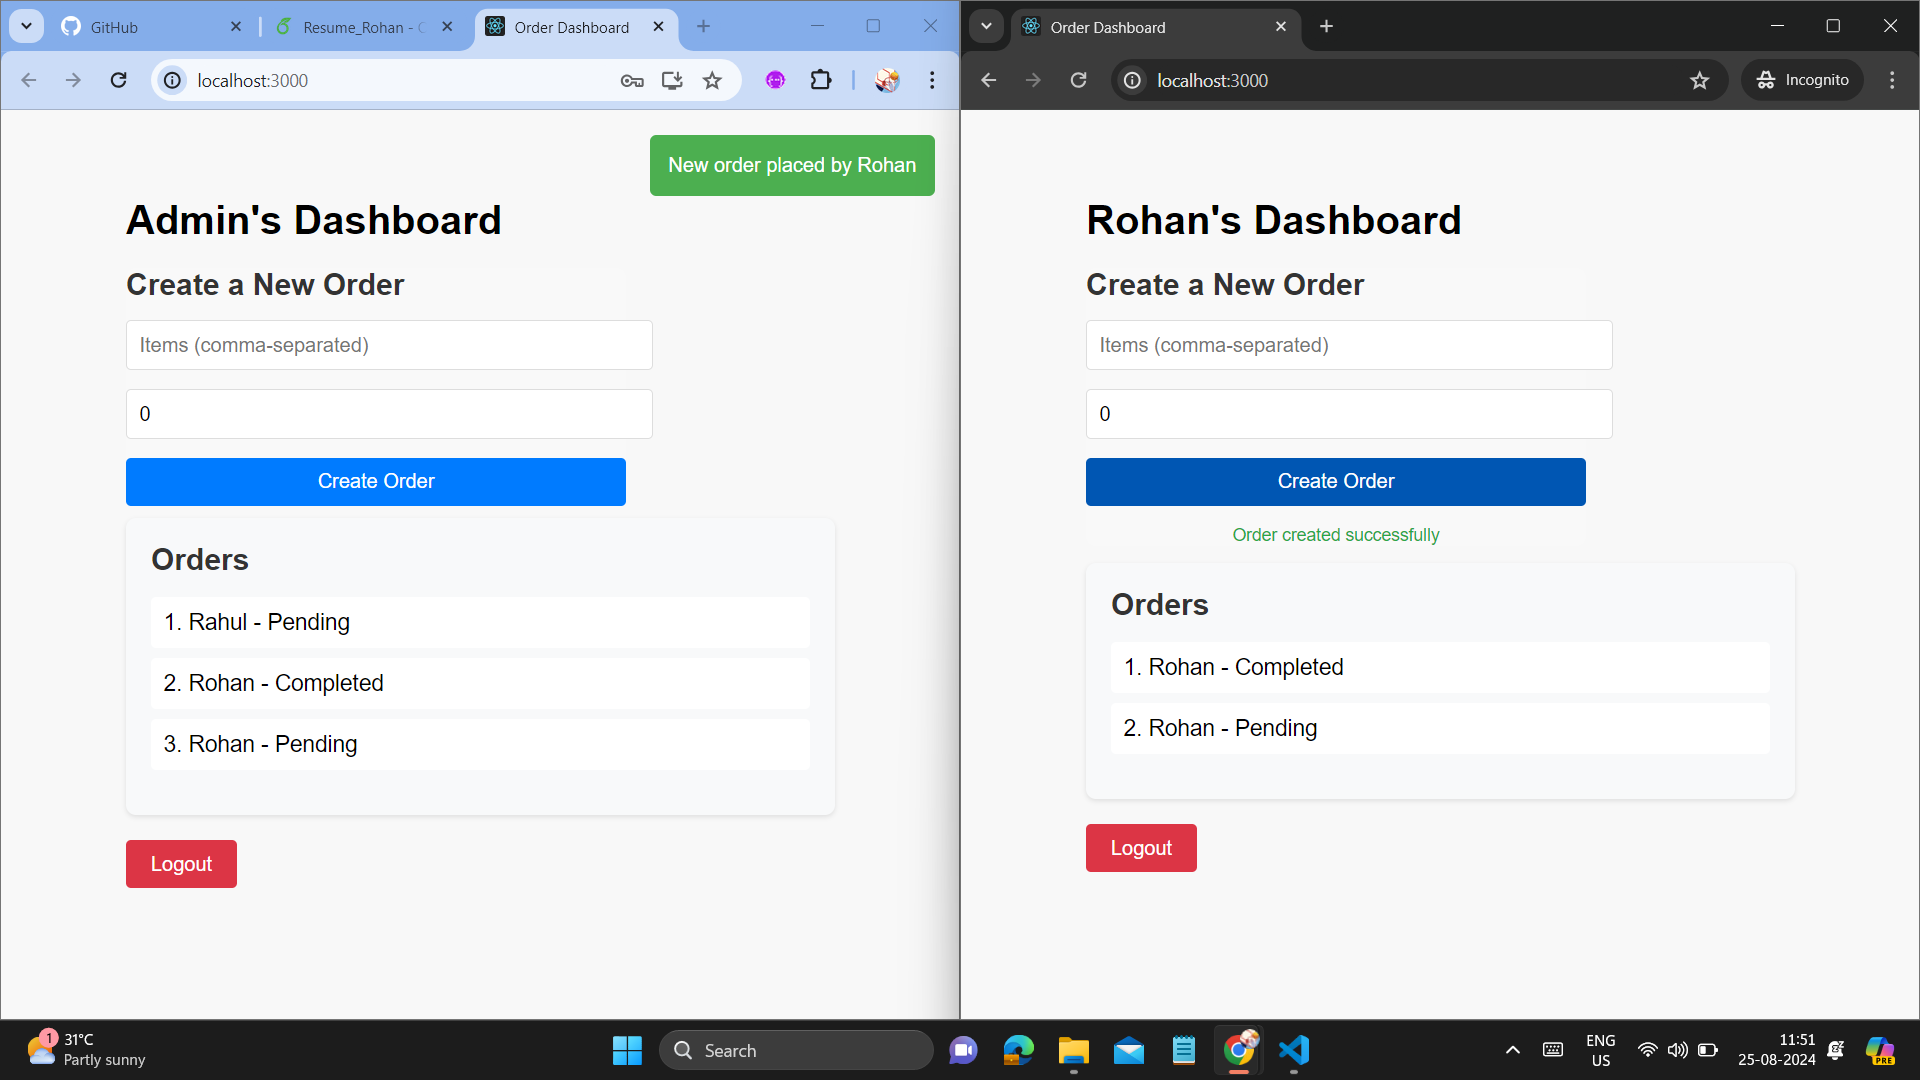 GitHub
Resume_Rohan -
Order Dashboard
localhost:3000
New order placed by Rohan
Admin's Dashboard
Create a New Order
Items (comma-separated)
0
Create Order
Orders
1. Rahul - Pending
2. Rohan - Completed
3. Rohan - Pending
Logout
Order Dashboard
localhost:3000
Incognito
Rohan's Dashboard
Create a New Order
Items (comma-separated)
0
Create Order
Order created successfully
Orders
1. Rohan - Completed
2. Rohan - Pending
Logout
1
31°C
Partly sunny
Search
ENG
US
11:51
25-08-2024
PRE